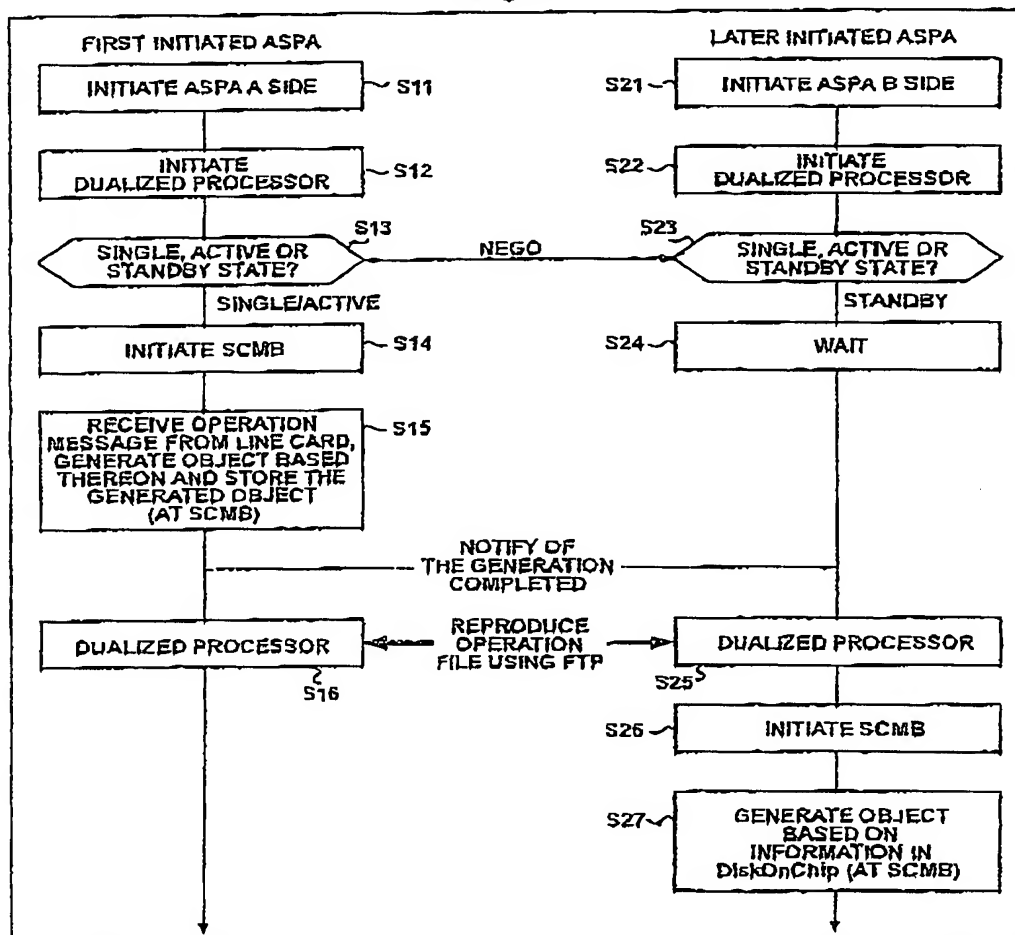 FIRST INITIATED ASPA
INITIATE ASPA A SIDE
S11
INITIATE
DUALIZED PROCESSOR
S12
S13
SINGLE, ACTIVE OR
STANDBY STATE?
SINGLE/ACTIVE
INITIATE SCMB
S14
RECEIVE OPERATION
MESSAGE FROM LINE CARD,
GENERATE OBJECT BASED
THEREON AND STORE THE
GENERATED OBJECT
(AT SCMB)
S15
NEGO
NOTIFY OF
THE GENERATION
COMPLETED
DUALIZED PROCESSOR
S16
REPRODUCE
OPERATION
FILE USING FTP
LATER INITIATED ASPA
S21
INITIATE ASPA B SIDE
S22
INITIATE
DUALIZED PROCESSOR
S23
SINGLE, ACTIVE OR
STANDBY STATE?
STANDBY
S24
WAIT
DUALIZED PROCESSOR
S25
S26
INITIATE SCMB
S27
GENERATE OBJECT
BASED ON
INFORMATION IN
DiskOnChip (AT SCMB)